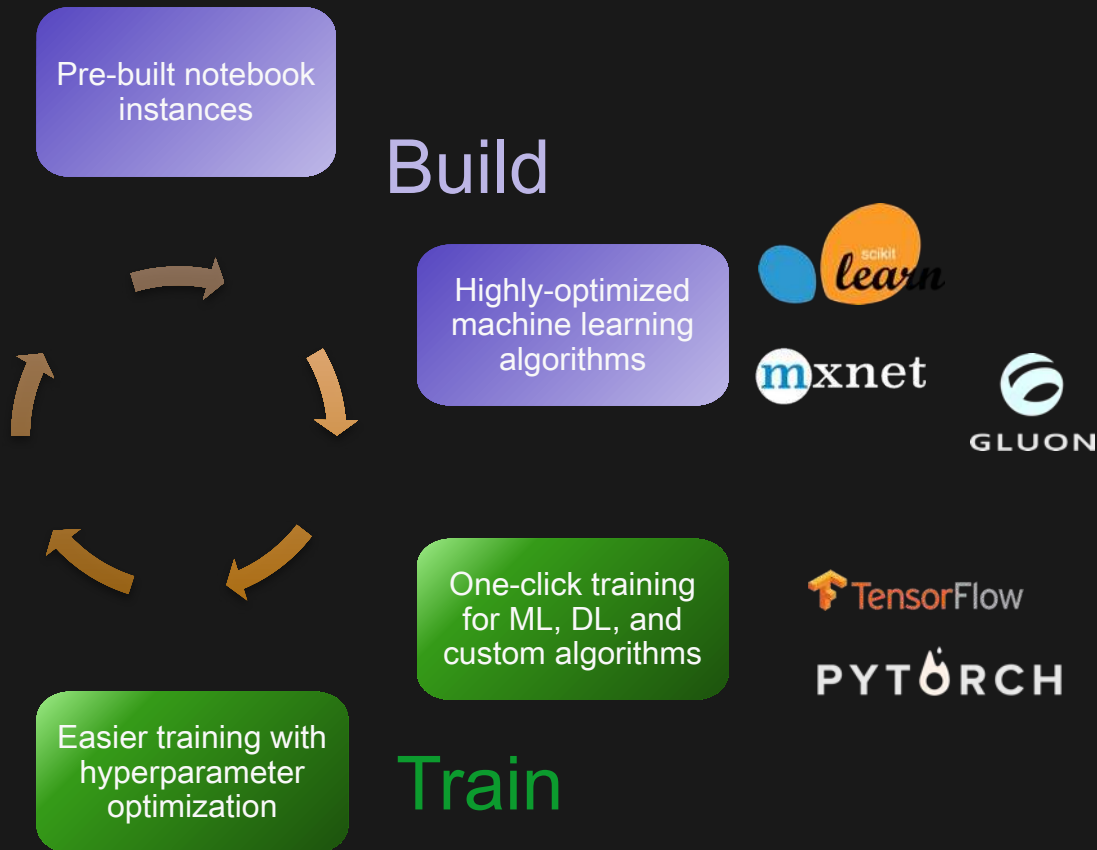 Pre-built notebook
instances
Build
Highly-optimized
machine learning
algorithms
scikit
learn
mxnet
GLUON
One-click training
for ML, DL, and
custom algorithms
TensorFlow
PYTORCH
Easier training with
hyperparameter
optimization
Train